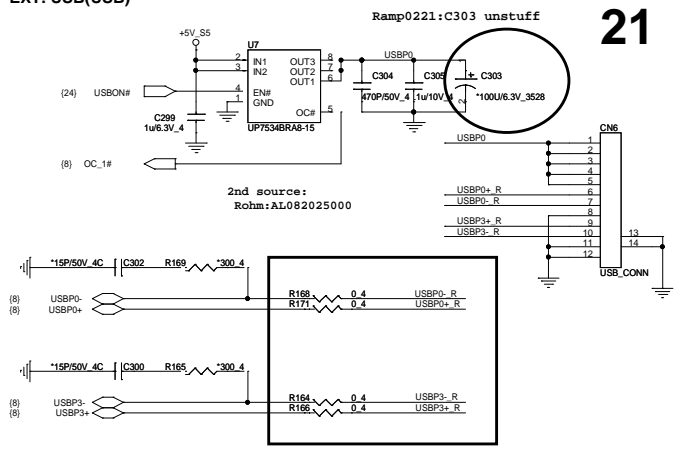 EXT. USB(USB)
21
Ramp0221:C303 unstuff
+5V_S5
U7
2 IN1 OUT3 8
3 IN2 OUT2 7
OUT1 6
4 EN#
1 GND
OC# 5
UP7534BRA8-15
USBP0
{24} USBON#
C299
1u/6.3V_4
{8} OC_1#
C304
470P/50V_4
C305
.1u/10V_4
+ C303
2
*100U/6.3V_3528
2nd source:
Rohm:AL082025000
CN6
USBP0 1
2
3
4
5
USBP0+_R 6
USBP0-_R 7
8
USBP3+_R 9
USBP3-_R 10
11
12
13
14
USB_CONN
*15P/50V_4C C302 R169 *300_4
{8} USBP0- R168 0_4 USBP0-_R
{8} USBP0+ R171 0_4 USBP0+_R
*15P/50V_4C C300 R165 *300_4
{8} USBP3- R164 0_4 USBP3-_R
{8} USBP3+ R166 0_4 USBP3+_R